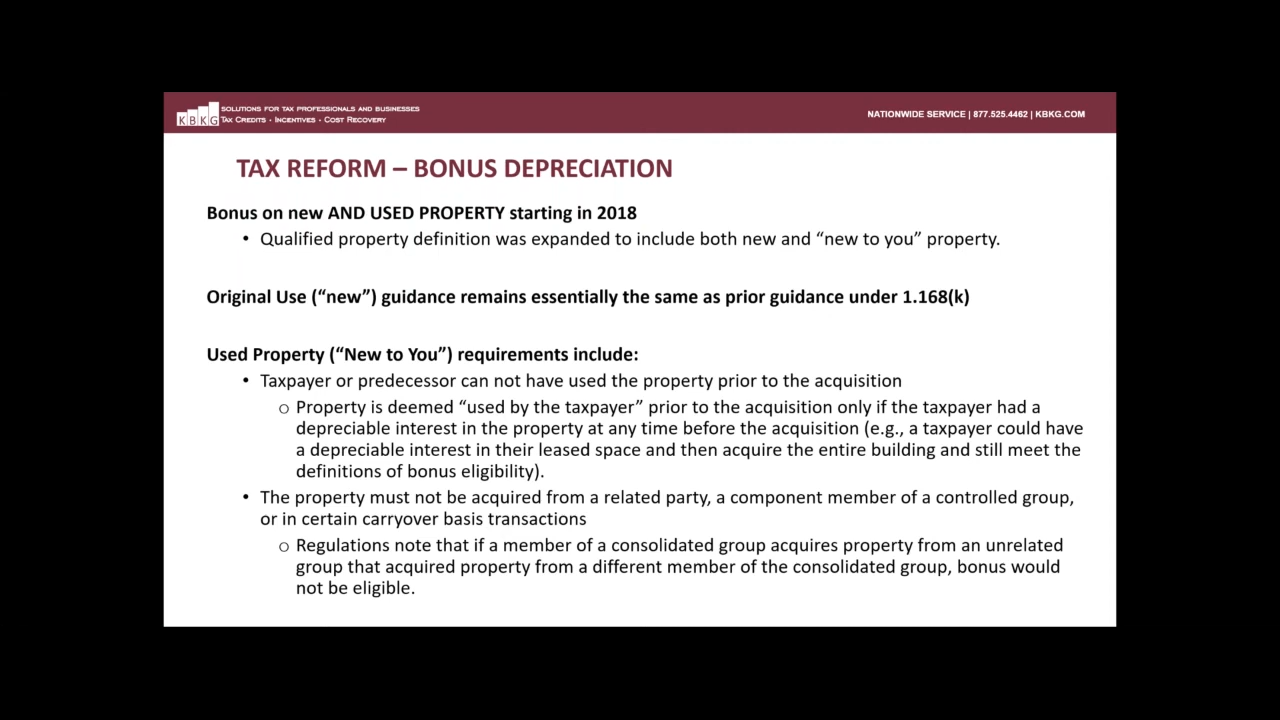 KBKG
SOLUTIONS FOR TAX PROFESSIONALS AND BUSINESSES
TAX CREDITS · INCENTIVES · COST RECOVERY
NATIONWIDE SERVICE | 877.525.4462 | KBKG.COM
TAX REFORM – BONUS DEPRECIATION
Bonus on new AND USED PROPERTY starting in 2018
• Qualified property definition was expanded to include both new and “new to you” property.
Original Use (“new”) guidance remains essentially the same as prior guidance under 1.168(k)
Used Property (“New to You”) requirements include:
• Taxpayer or predecessor can not have used the property prior to the acquisition
o Property is deemed “used by the taxpayer” prior to the acquisition only if the taxpayer had a
depreciable interest in the property at any time before the acquisition (e.g., a taxpayer could have
a depreciable interest in their leased space and then acquire the entire building and still meet the
definitions of bonus eligibility).
• The property must not be acquired from a related party, a component member of a controlled group,
or in certain carryover basis transactions
o Regulations note that if a member of a consolidated group acquires property from an unrelated
group that acquired property from a different member of the consolidated group, bonus would
not be eligible.